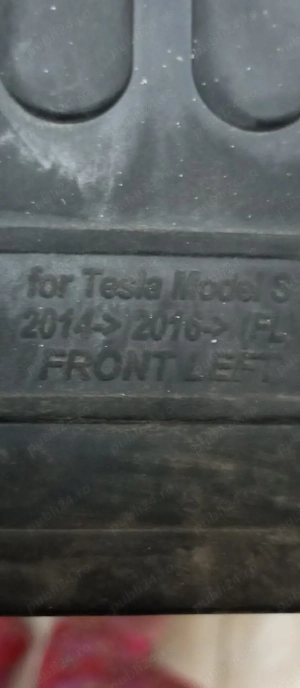 for Tesla Model S
2014-> 2016-> (FL
FRONT LEFT